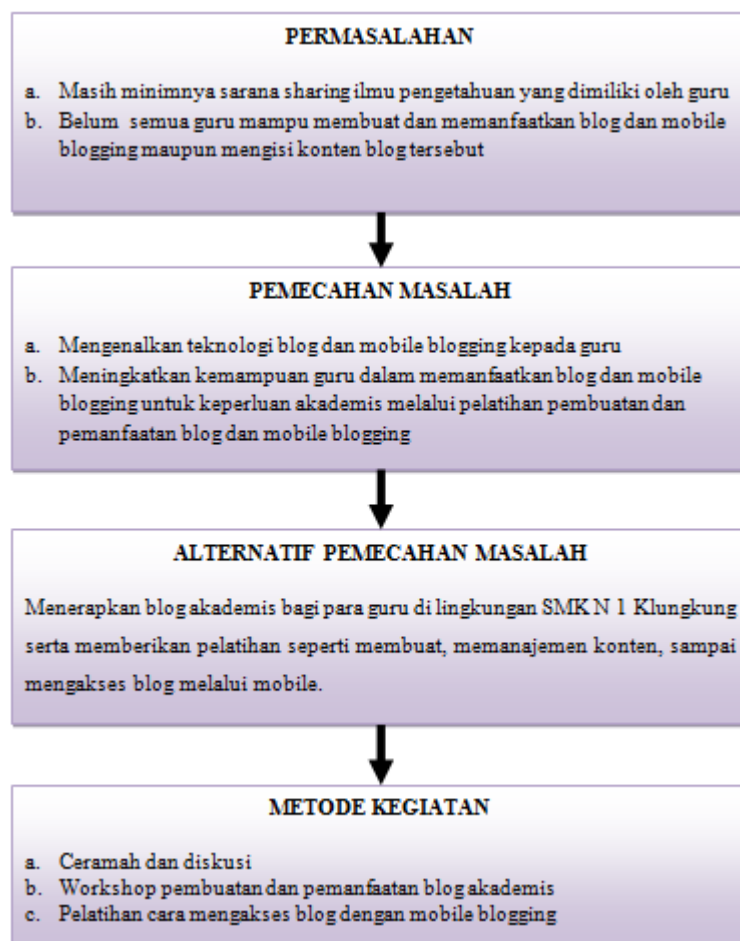 PERMASALAHAN
a. Masih minimnya sarana sharing ilmu pengetahuan yang dimiliki oleh guru
b. Belum semua guru mampu membuat dan memanfaatkan blog dan mobile
blogging maupun mengisi konten blog tersebut
PEMECAHAN MASALAH
a. Mengenalkan teknologi blog dan mobile blogging kepada guru
b. Meningkatkan kemampuan guru dalam memanfaatkan blog dan mobile
blogging untuk keperluan akademis melalui pelatihan pembuatan dan
pemanfaatan blog dan mobile blogging
ALTERNATIF PEMECAHAN MASALAH
Menerapkan blog akademis bagi para guru di lingkungan SMK N 1 Klungkung
serta memberikan pelatihan seperti membuat, memanajemen konten, sampai
mengakses blog melalui mobile.
METODE KEGIATAN
a. Ceramah dan diskusi
b. Workshop pembuatan dan pemanfaatan blog akademis
c. Pelatihan cara mengakses blog dengan mobile blogging